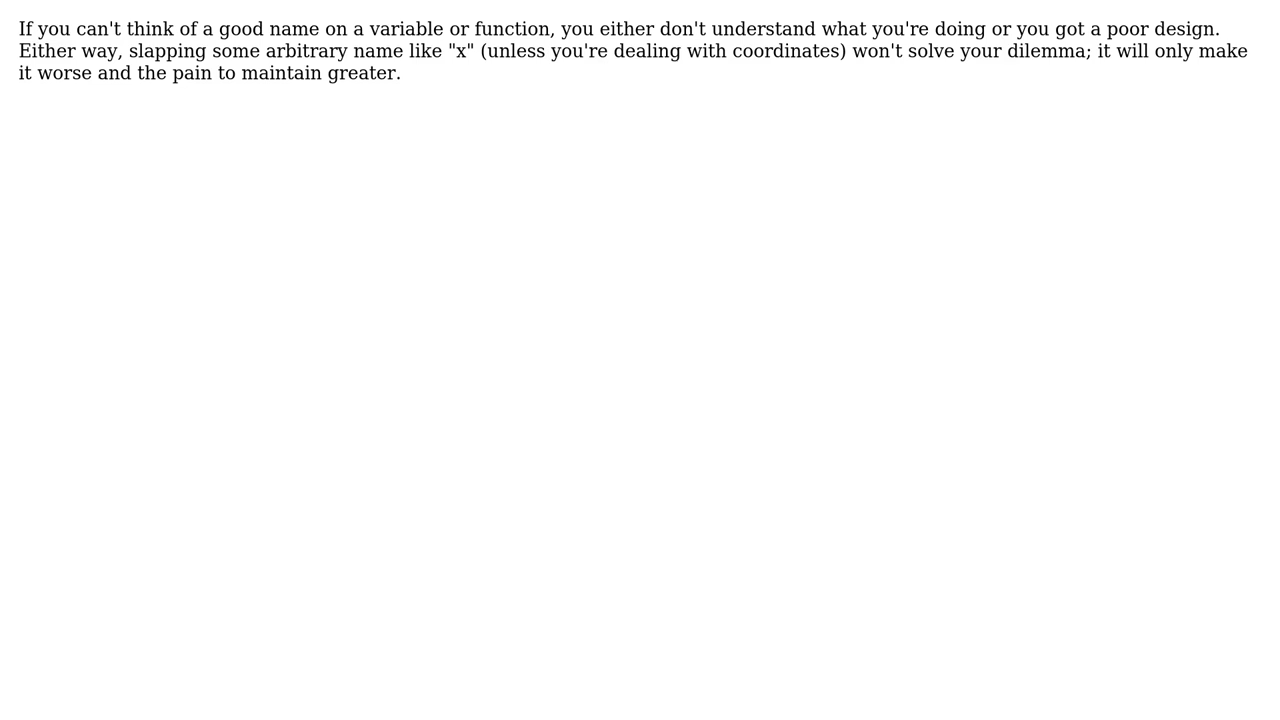 If you can't think of a good name on a variable or function, you either don't understand what you're doing or you got a poor design.
Either way, slapping some arbitrary name like "x" (unless you're dealing with coordinates) won't solve your dilemma; it will only make
it worse and the pain to maintain greater.